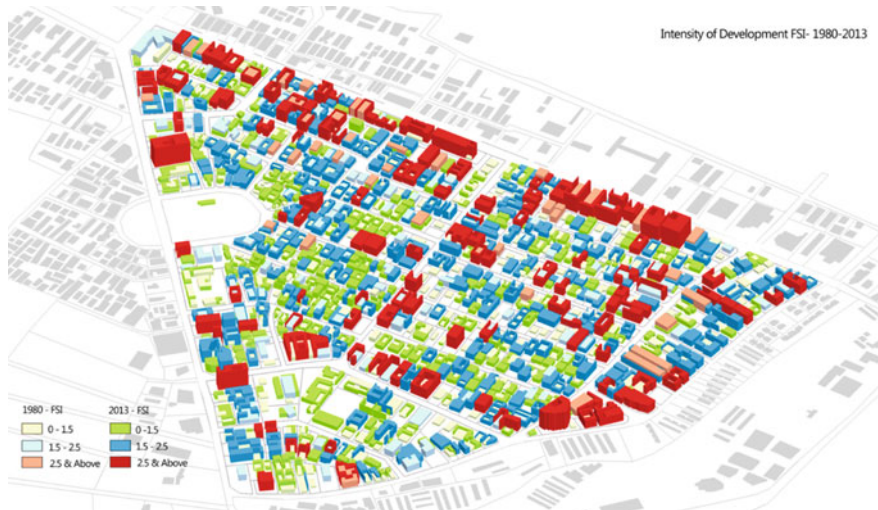 Intensity of Development FSI- 1980-2013
1980 - FSI 2013 - FSI
0 - 1.5 0 -1.5
1.5 - 2.5 1.5 - 2.5
2.5 & Above 2.5 & Above